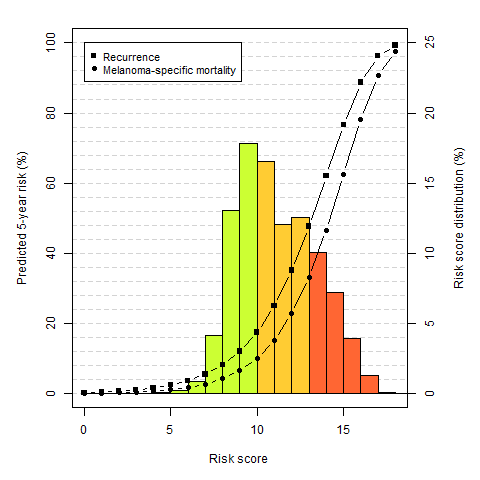 Recurrence
Melanoma-specific mortality
Predicted 5-year risk (%)
100
80
60
40
20
0
25
20
15
10
5
0
Risk score distribution (%)
0 5 10 15
Risk score